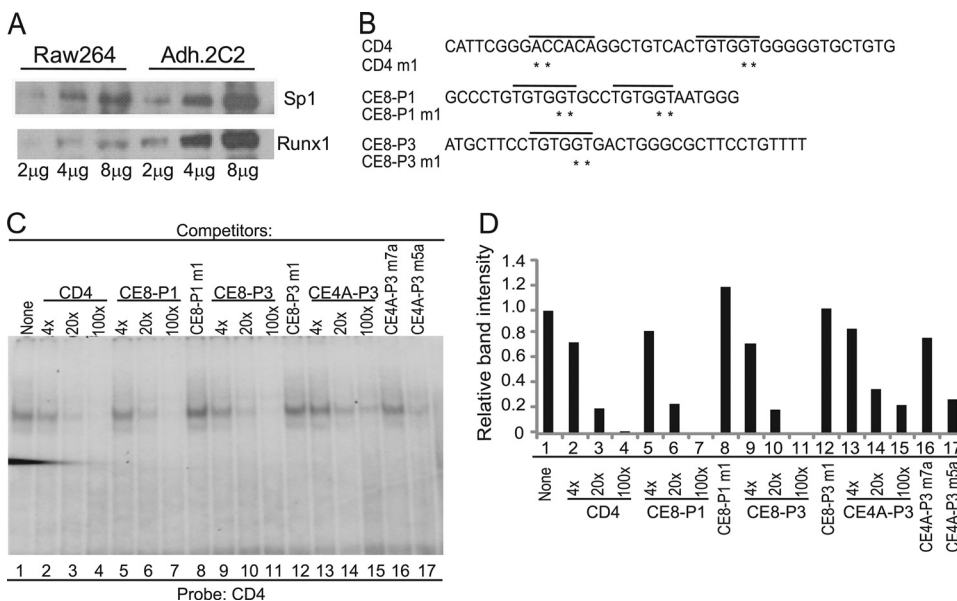 A
Raw264 Adh.2C2
Sp1
Runx1
2µg 4µg 8µg 2µg 4µg 8µg
B
CD4 CATTCGGGACCACAGGCTGTCACTGTGGTGGGGGTGCTGTG
CD4 m1 * * * *
CE8-P1 GCCCTGTGTGGTGCCTGTGGTAATGGG
CE8-P1 m1 * * * *
CE8-P3 ATGCTTCCTGTGGTGACTGGGCGCTTCCTGTTTT
CE8-P3 m1 * *
C
Competitors:
CD4 CE8-P1 CE8-P1 m1 CE8-P3 CE8-P3 m1 CE4A-P3 CE4A-P3 m7a CE4A-P3 m5a
None 4x 20x 100x 4x 20x 100x 4x 20x 100x 4x 20x 100x
1 2 3 4 5 6 7 8 9 10 11 12 13 14 15 16 17
Probe: CD4
D
Relative band intensity
1.4
1.2
1.0
0.8
0.6
0.4
0.2
0
1 2 3 4 5 6 7 8 9 10 11 12 13 14 15 16 17
None 4x 20x 100x 4x 20x 100x CE8-P1 m1 4x 20x 100x CE8-P3 m1 4x 20x 100x CE4A-P3 m7a CE4A-P3 m5a
CD4 CE8-P1 CE8-P3 CE4A-P3